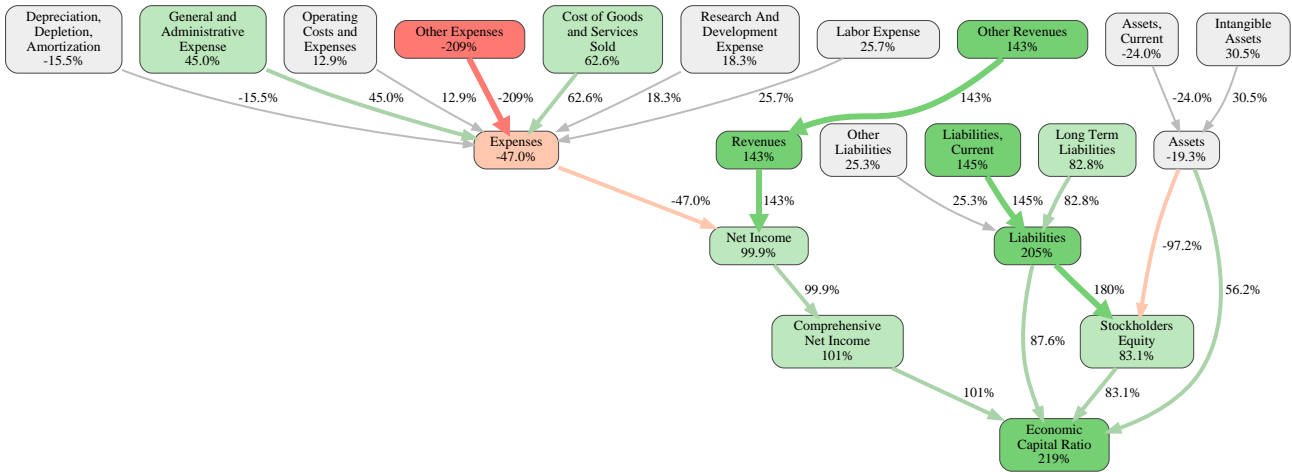 Depreciation,
Depletion,
Amortization
-15.5%
General and
Administrative
Expense
45.0%
Operating
Costs and
Expenses
12.9%
Other Expenses
-209%
Cost of Goods
and Services
Sold
62.6%
Research And
Development
Expense
18.3%
Labor Expense
25.7%
Other Revenues
143%
Assets,
Current
-24.0%
Intangible
Assets
30.5%
-15.5%
45.0%
12.9%
-209%
62.6%
18.3%
25.7%
143%
-24.0%
30.5%
Expenses
-47.0%
Revenues
143%
Other
Liabilities
25.3%
Liabilities,
Current
145%
Long Term
Liabilities
82.8%
Assets
-19.3%
-47.0%
143%
25.3%
145%
82.8%
Net Income
99.9%
Liabilities
205%
-97.2%
99.9%
180%
56.2%
Comprehensive
Net Income
101%
87.6%
Stockholders
Equity
83.1%
101%
83.1%
Economic
Capital Ratio
219%